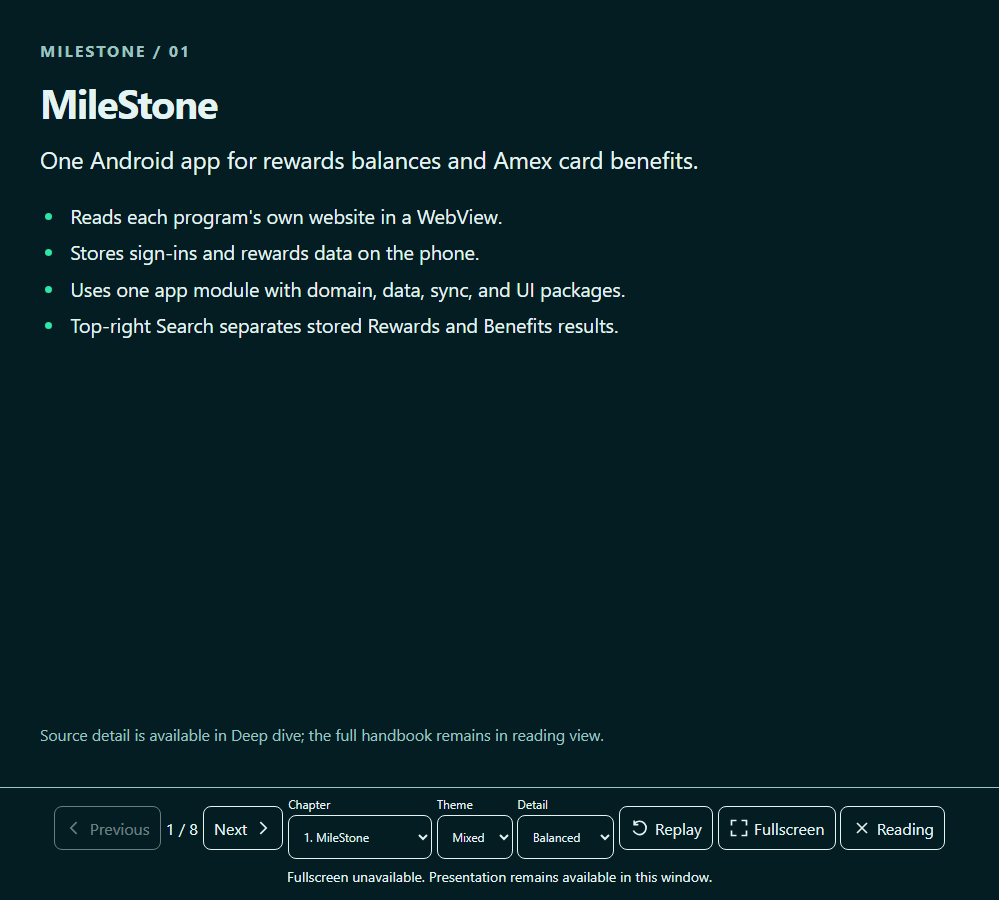 MILESTONE / 01
MileStone
One Android app for rewards balances and Amex card benefits.
Reads each program's own website in a WebView.
Stores sign-ins and rewards data on the phone.
Uses one app module with domain, data, sync, and UI packages.
Top-right Search separates stored Rewards and Benefits results.
Source detail is available in Deep dive; the full handbook remains in reading view.
Previous
1 / 8
Next
Chapter
1. MileStone
Theme
Mixed
Detail
Balanced
Replay
Fullscreen
Reading
Fullscreen unavailable. Presentation remains available in this window.